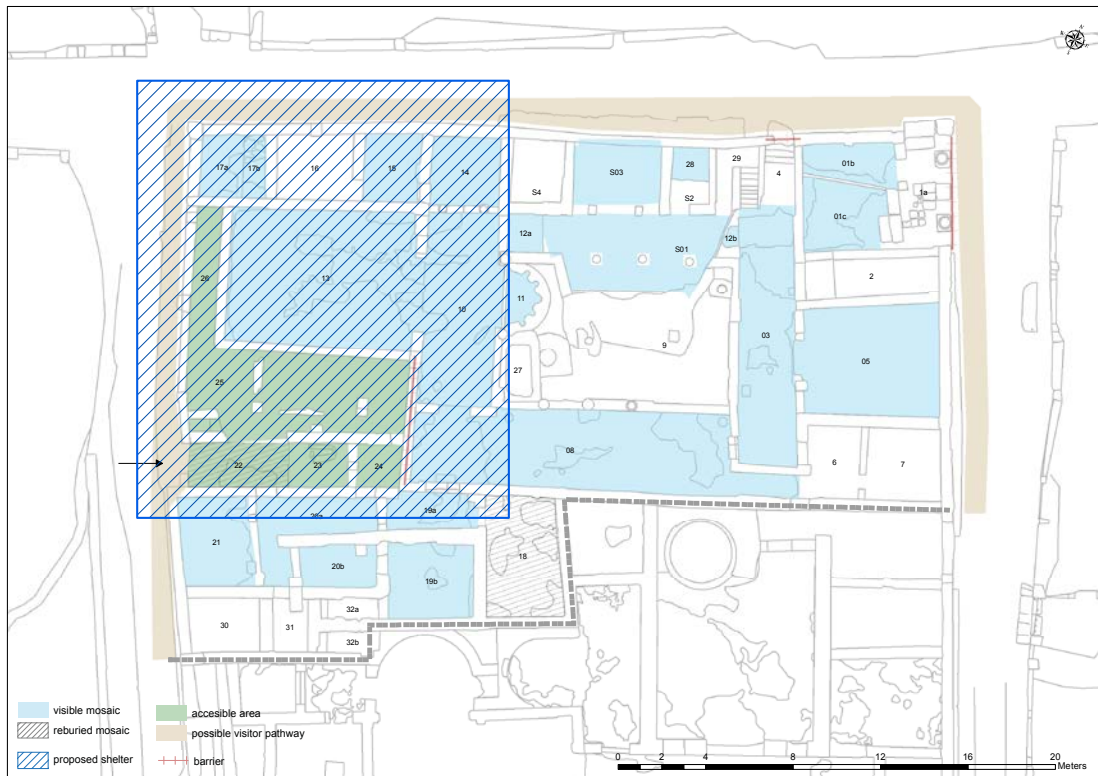 N
E
S
W
17a 17b 16 15 14 S4 S03 28 29 4 01b
S2 1a
01c
12a S01 12b
26 13 10 11 2
03
9
27 05
25
08
22 23 24 6 7
20a 19a
21 18
20b 19b
32a
30 31
32b
visible mosaic accesible area
reburied mosaic possible visitor pathway
proposed shelter barrier
0 2 4 8 12 16 20
Meters